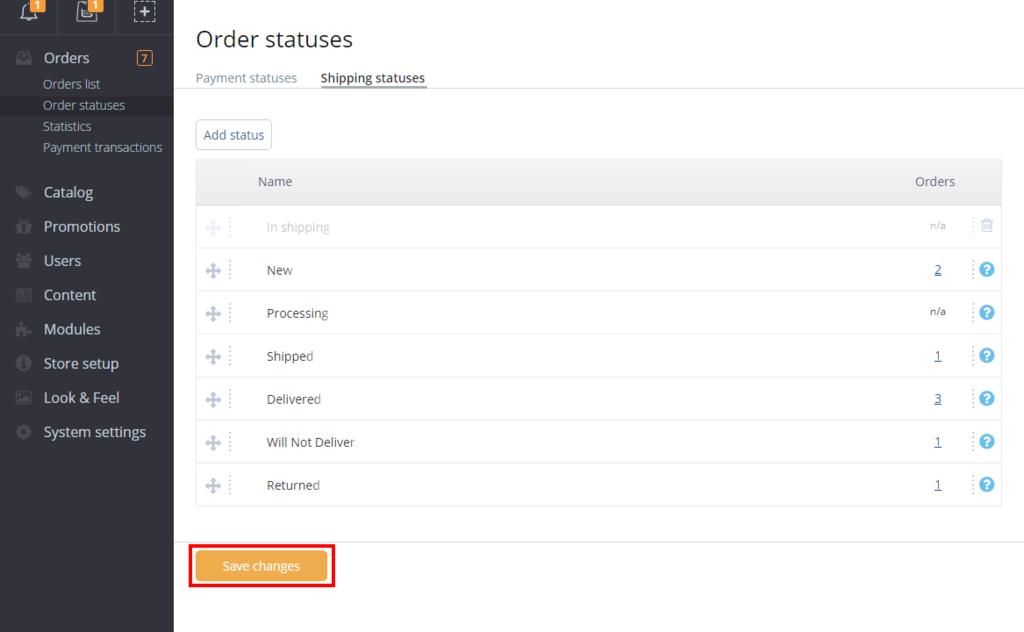 1
1
Orders 7
Orders list
Order statuses
Statistics
Payment transactions
Catalog
Promotions
Users
Content
Modules
Store setup
Look & Feel
System settings
Order statuses
Payment statuses Shipping statuses
Add status
Name Orders
In shipping n/a
New 2 ?
Processing n/a ?
Shipped 1 ?
Delivered 3 ?
Will Not Deliver 1 ?
Returned 1 ?
Save changes